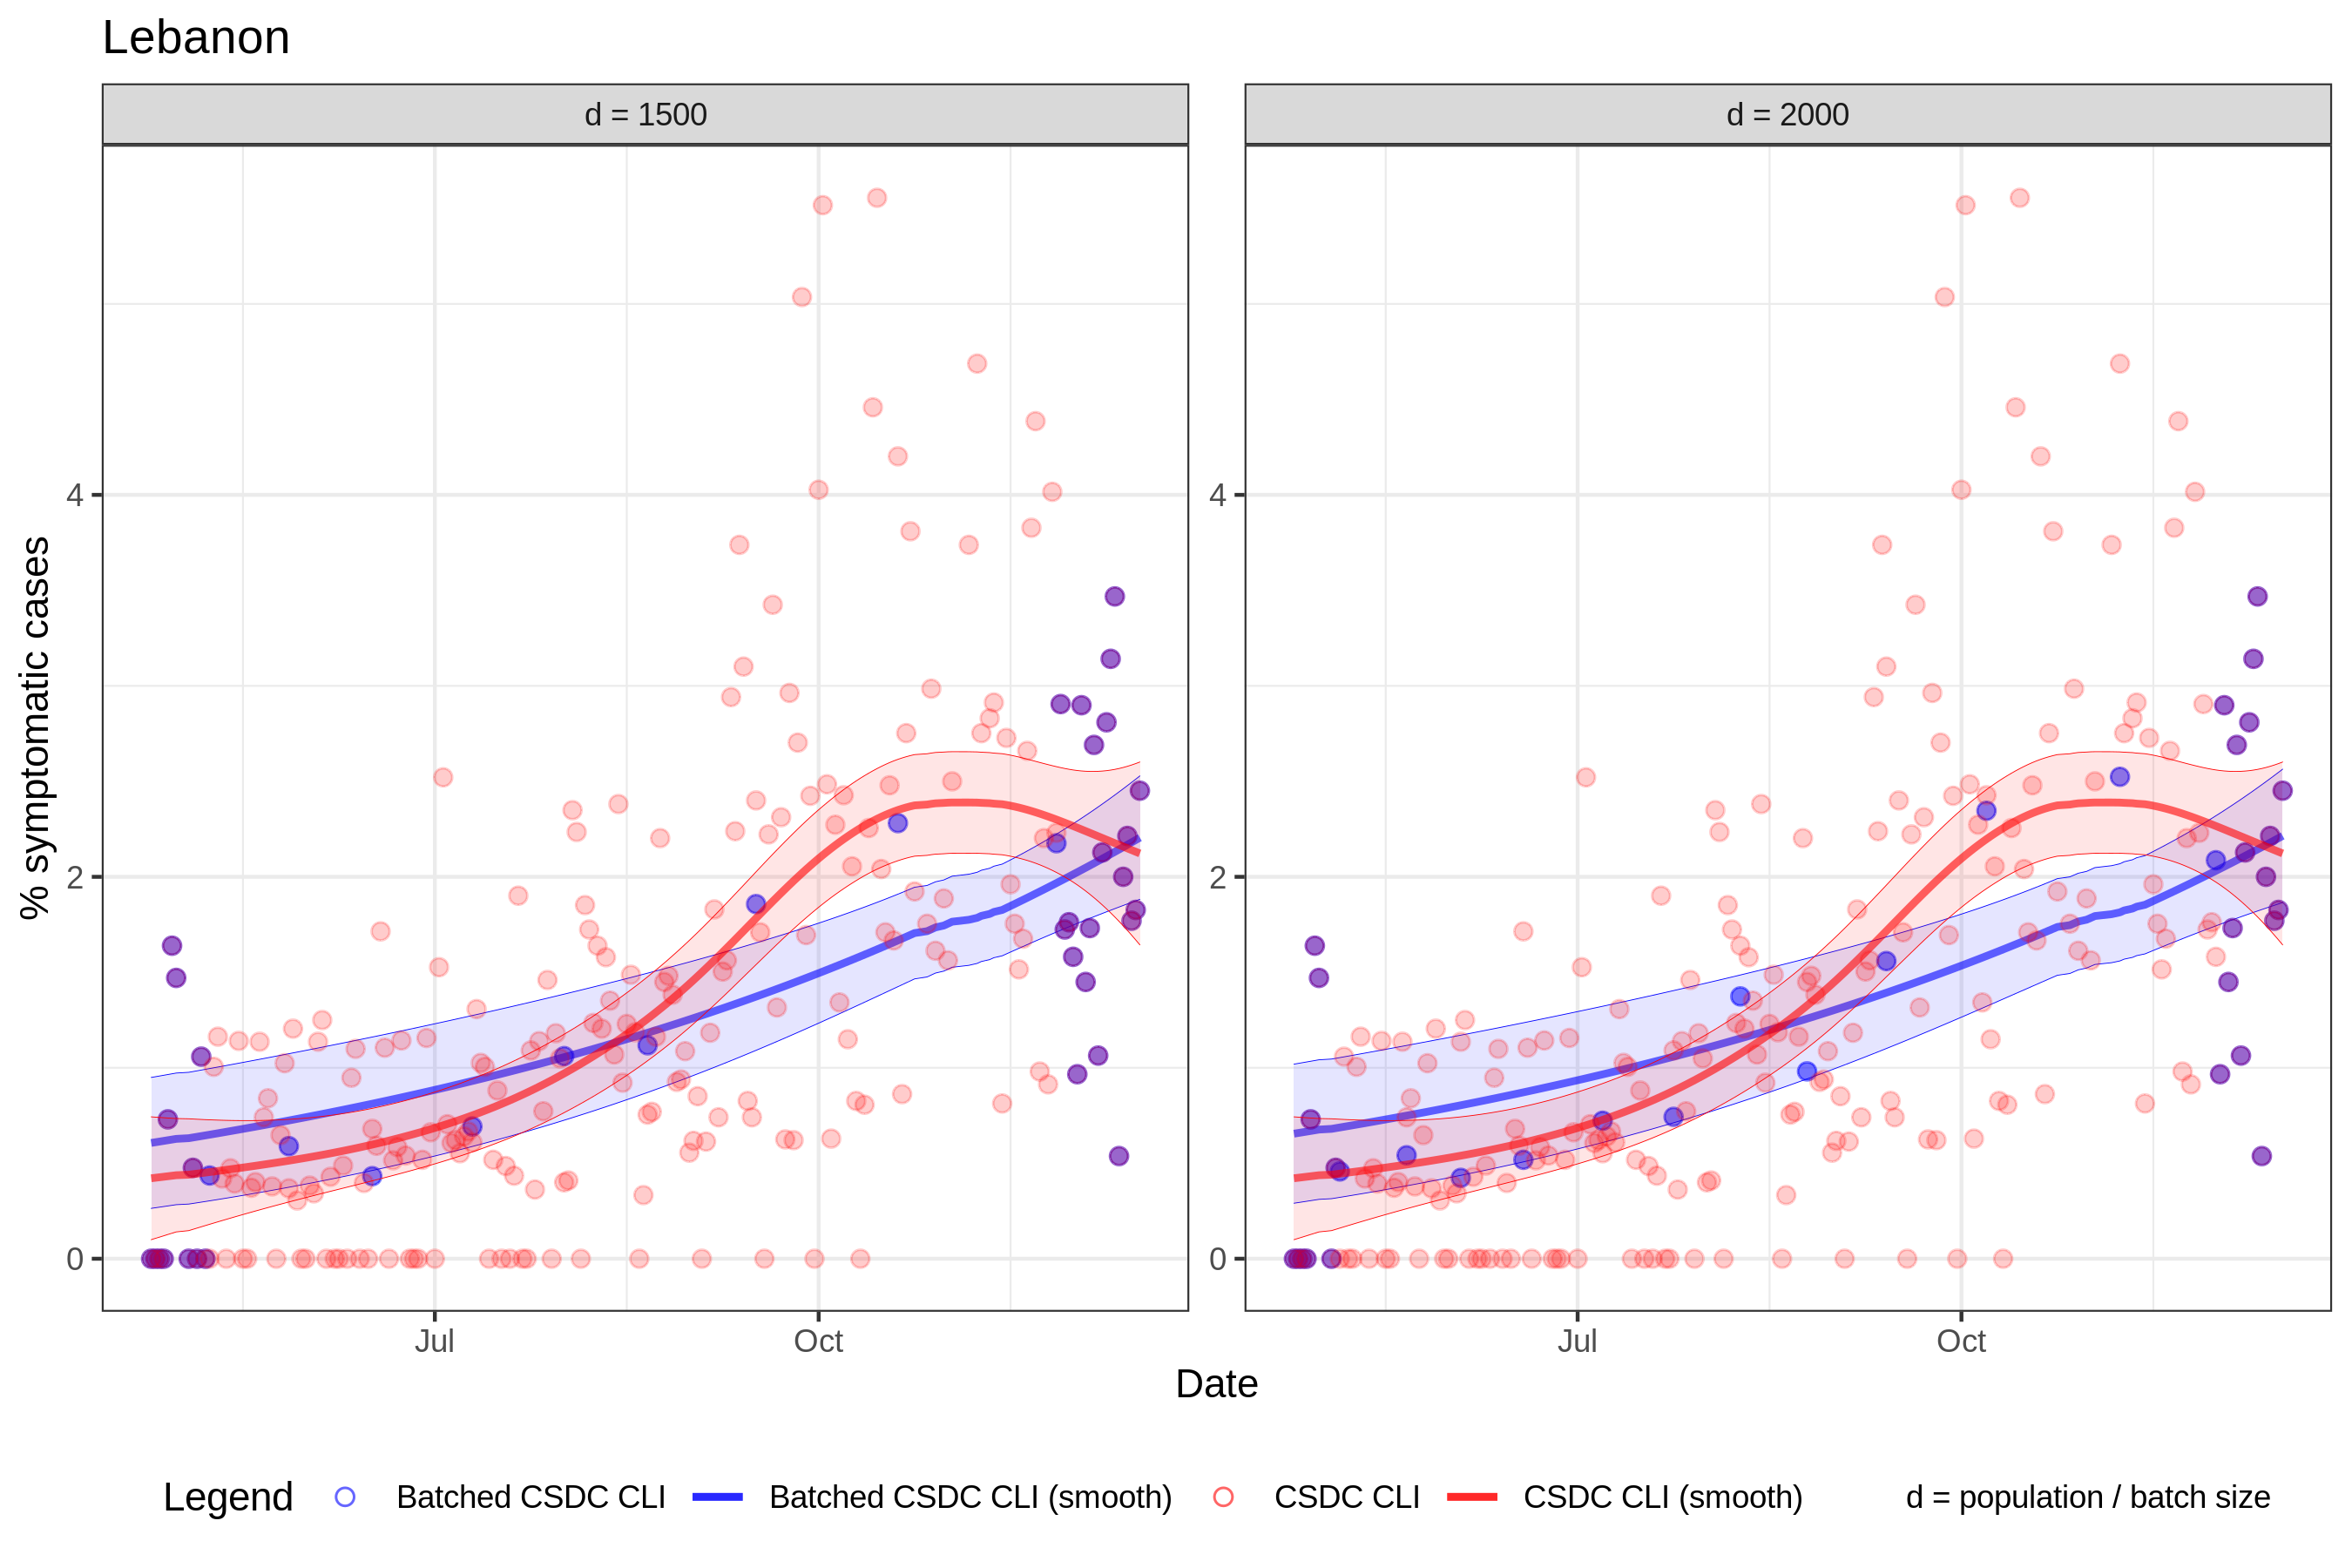 Lebanon
d = 1500
d = 2000
% symptomatic cases
4
2
0
4
2
0
Jul
Oct
Jul
Oct
Date
Legend
Batched CSDC CLI
Batched CSDC CLI (smooth)
CSDC CLI
CSDC CLI (smooth)
d = population / batch size